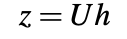 z = Uh